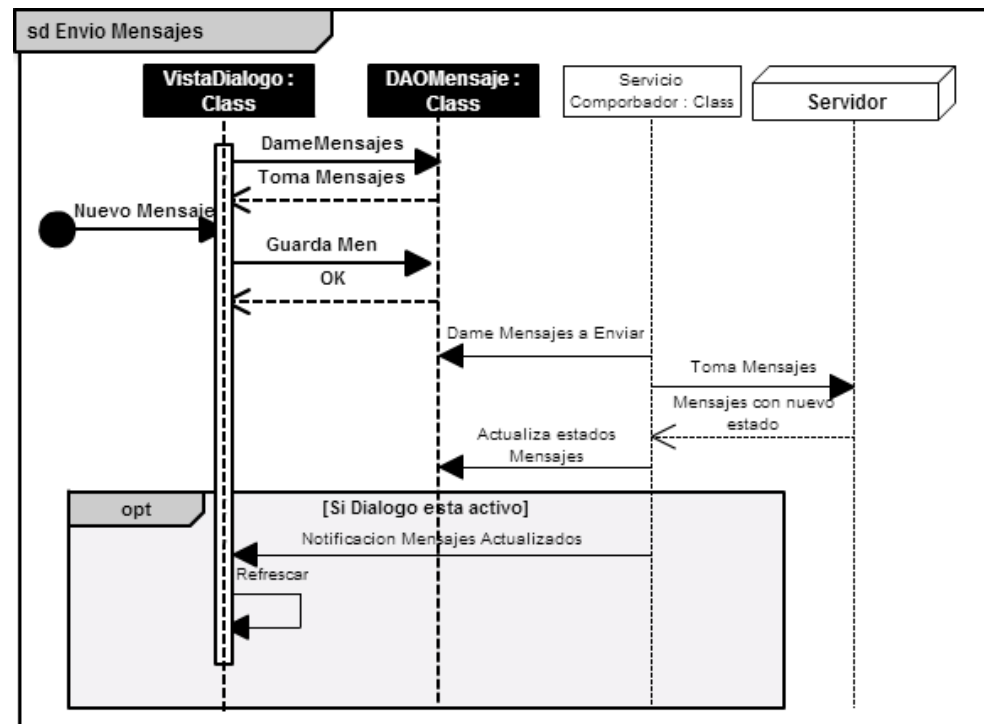 sd Envio Mensajes
VistaDialogo :
Class
DAOMensaje :
Class
Servicio
Comporbador : Class
Servidor
DameMensajes
Toma Mensajes
Nuevo Mensaje
Guarda Men
OK
Dame Mensajes a Enviar
Toma Mensajes
Mensajes con nuevo
estado
Actualiza estados
Mensajes
opt
[Si Dialogo esta activo]
Notificacion Mensajes Actualizados
Refrescar